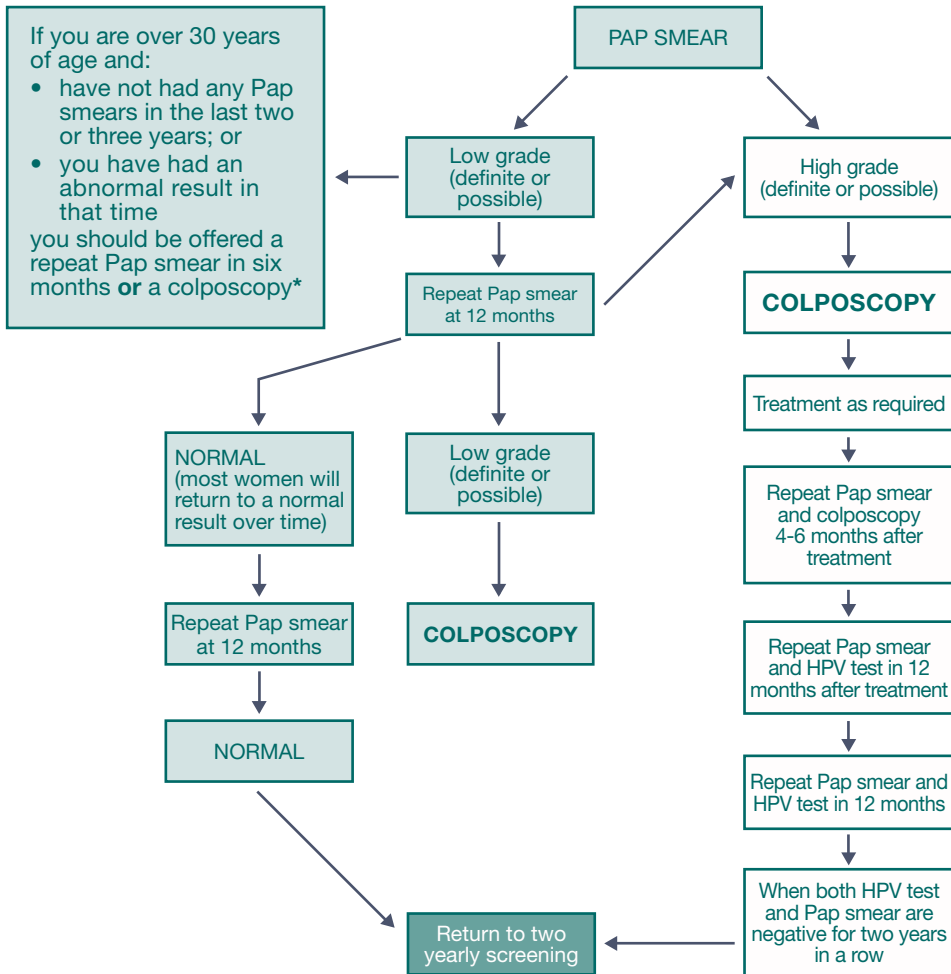 If you are over 30 years
of age and:
• have not had any Pap
smears in the last two
or three years; or
• you have had an
abnormal result in
that time
you should be offered a
repeat Pap smear in six
months or a colposcopy*
PAP SMEAR
Low grade
(definite or
possible)
High grade
(definite or possible)
Repeat Pap smear
at 12 months
COLPOSCOPY
Treatment as required
NORMAL
(most women will
return to a normal
result over time)
Low grade
(definite or
possible)
Repeat Pap smear
and colposcopy
4-6 months after
treatment
Repeat Pap smear
at 12 months
COLPOSCOPY
Repeat Pap smear
and HPV test in 12
months after treatment
NORMAL
Repeat Pap smear and
HPV test in 12 months
When both HPV test
and Pap smear are
negative for two years
in a row
Return to two
yearly screening